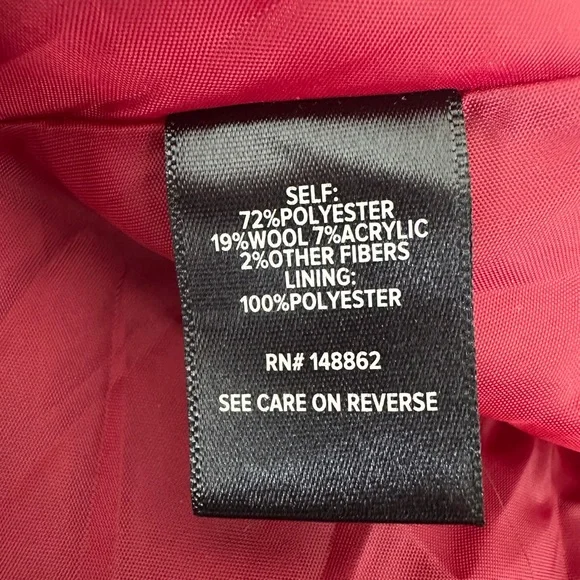 SELF:
72%POLYESTER
19%WOOL 7%ACRYLIC
2%OTHER FIBERS
LINING:
100%POLYESTER
RN# 148862
SEE CARE ON REVERSE